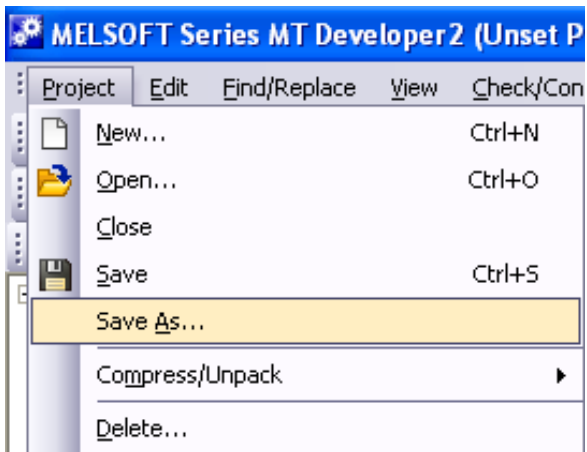 MELSOFT Series MT Developer2 (Unset P
Project Edit Find/Replace View Check/Con
New... Ctrl+N
Open... Ctrl+O
Close
Save Ctrl+S
Save As...
Compress/Unpack
Delete...